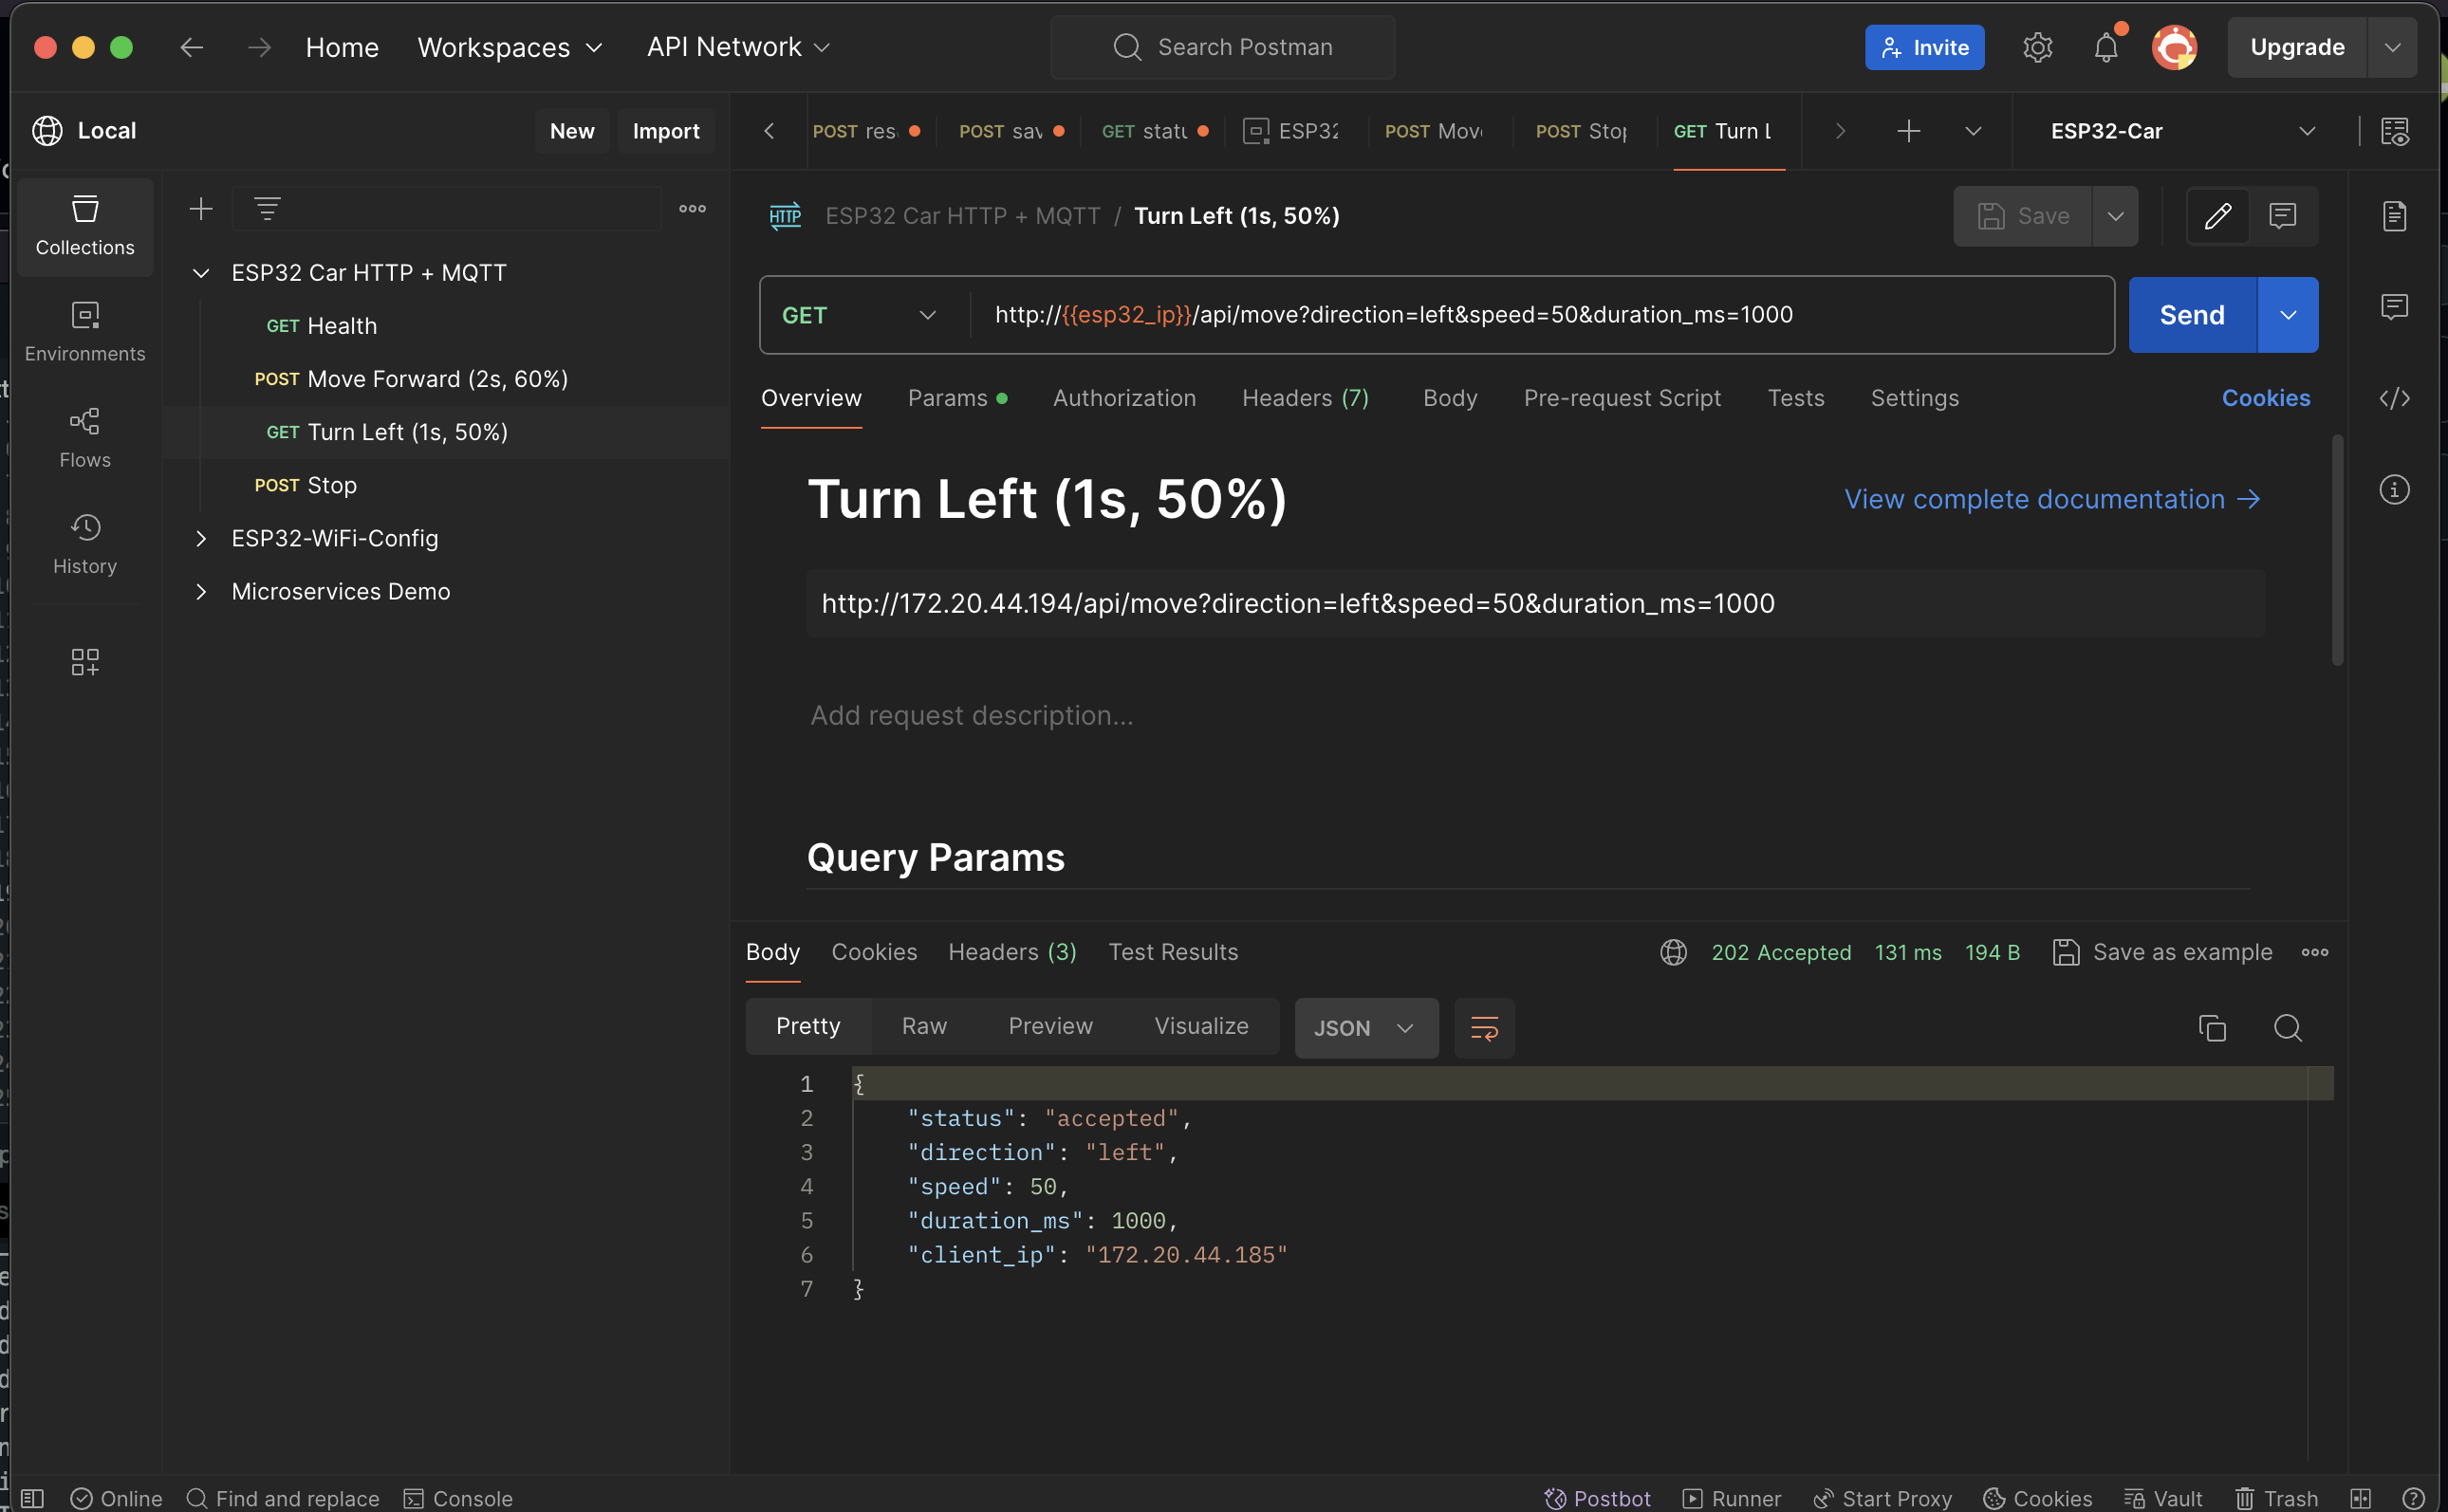 Home Workspaces API Network Search Postman Invite Upgrade
Local New Import POST res POST sav GET statu ESP32 POST Mov POST Stop GET Turn L ESP32-Car
Collections
Environments
Flows
History
ESP32 Car HTTP + MQTT
GET Health
POST Move Forward (2s, 60%)
GET Turn Left (1s, 50%)
POST Stop
ESP32-WiFi-Config
Microservices Demo
HTTP ESP32 Car HTTP + MQTT / Turn Left (1s, 50%) Save
GET http://{{esp32_ip}}/api/move?direction=left&speed=50&duration_ms=1000 Send
Overview Params Authorization Headers (7) Body Pre-request Script Tests Settings Cookies
Turn Left (1s, 50%) View complete documentation →
http://172.20.44.194/api/move?direction=left&speed=50&duration_ms=1000
Add request description...
Query Params
Body Cookies Headers (3) Test Results 202 Accepted 131 ms 194 B Save as example
Pretty Raw Preview Visualize JSON
1 {
2 "status": "accepted",
3 "direction": "left",
4 "speed": 50,
5 "duration_ms": 1000,
6 "client_ip": "172.20.44.185"
7 }
Online Find and replace Console Postbot Runner Start Proxy Cookies Vault Trash